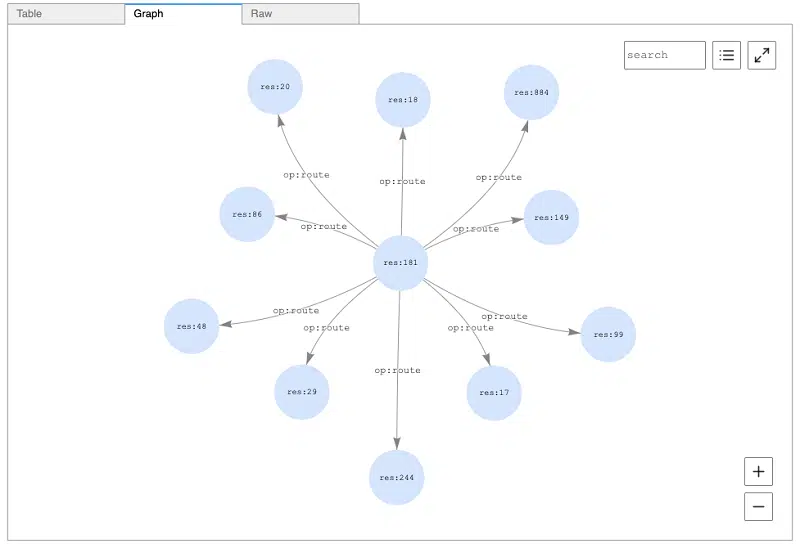 Table
Graph
Raw
search
res:20
res:18
res:884
op:route
op:route
op:route
res:86
res:149
op:route
op:route
res:181
op:route
op:route
res:48
op:route
op:route
res:99
op:route
res:29
res:17
res:244
+
−